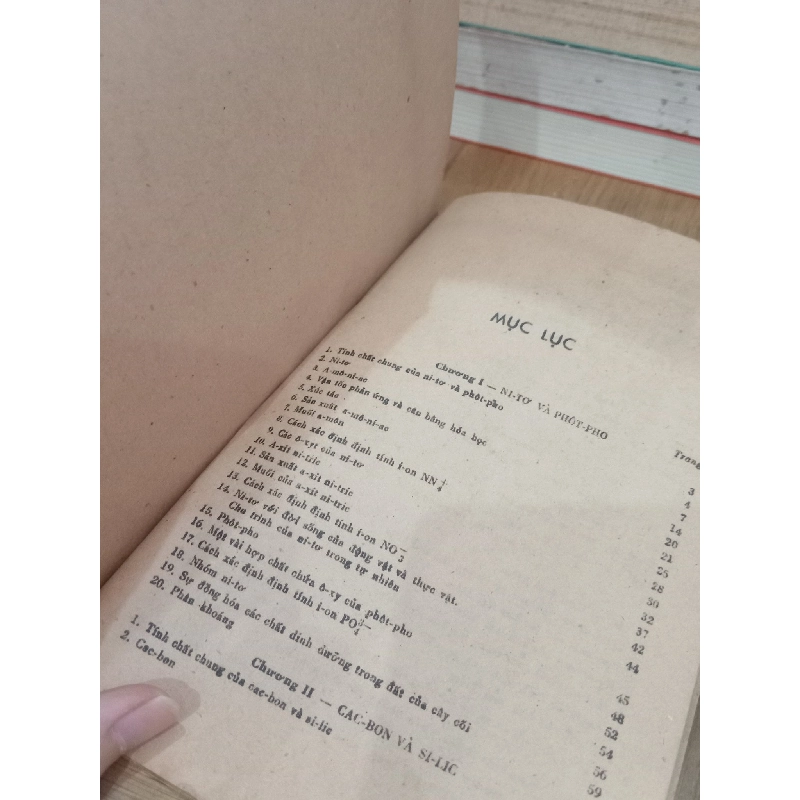 MỤC LỤC
Trang
Chương I — NI-TƠ VÀ PHÔT-PHO
1. Tính chất chung của ni-tơ và phôt-pho 3
2. Ni-tơ 4
3. A-mô-ni-ac 7
4. Vận tốc phản ứng và cân bằng hóa học 14
5. Xúc tác 20
6. Sản xuất a-mô-ni-ac 21
7. Muối a-môn 25
8. Cách xác định định tính i-on NN₄⁺ 28
9. Các ô-xyt của ni-tơ 30
10. A-xit ni-tric 32
11. Sản xuất a-xit ni-tric 37
12. Muối của a-xit ni-tric 42
13. Cách xác định định tính i-on NO₃⁻ 44
14. Ni-tơ với đời sống của động vật và thực vật.
Chu trình của ni-tơ trong tự nhiên 45
15. Phôt-pho 48
16. Một vài hợp chất chứa ô-xy của phôt-pho 52
17. Cách xác định định tính i-on PO₄³⁻ 54
18. Nhóm ni-tơ 56
19. Sự đồng hóa các chất dinh dưỡng trong đất của cây cối 59
20. Phân khoáng
Chương II — CAC-BON VÀ SI-LIC
1. Tính chất chung của cac-bon và si-lic
2. Cac-bon